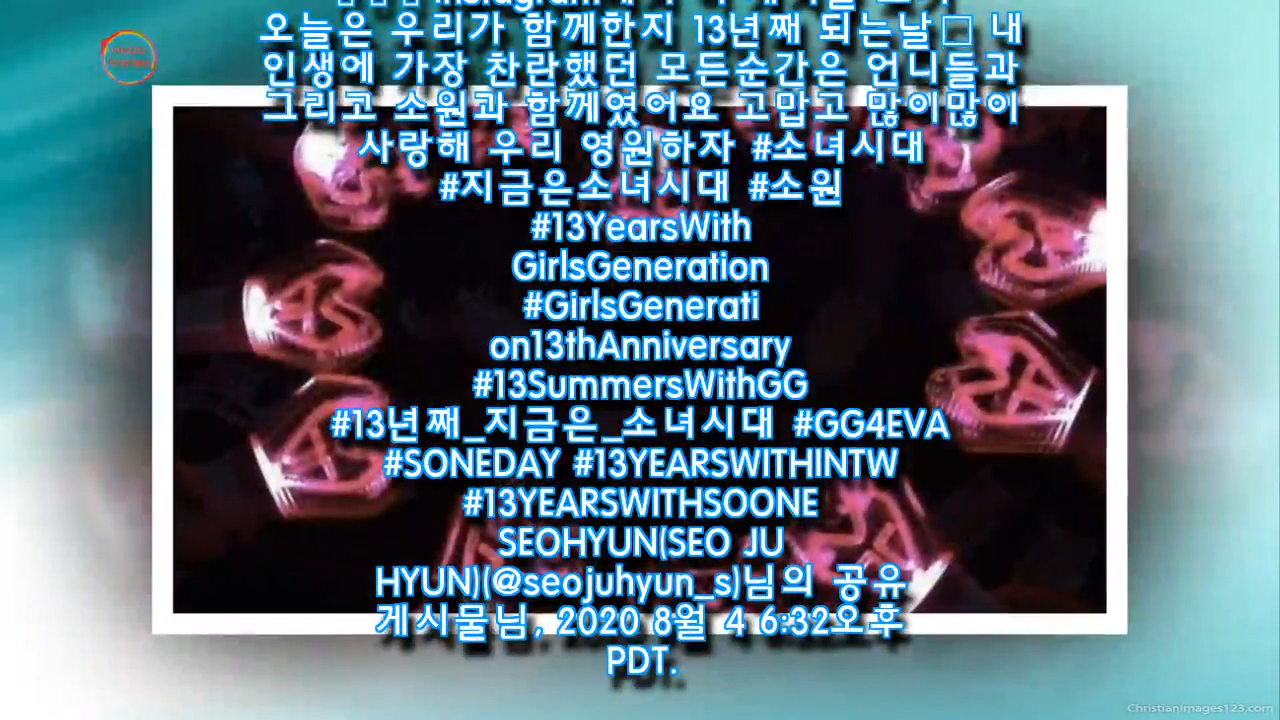 Instagram
오늘은 우리가 함께한지 13년째 되는날□ 내
인생에 가장 찬란했던 모든순간은 언니들과
그리고 소원과 함께였어요 고맙고 많이많이
사랑해 우리 영원하자 #소녀시대
#지금은소녀시대 #소원
#13YearsWith
GirlsGeneration
#GirlsGenerati
on13thAnniversary
#13SummersWithGG
#13년째_지금은_소녀시대 #GG4EVA
#SONEDAY #13YEARSWITHINTW
#13YEARSWITHSOONE
SEOHYUN(SEO JU
HYUN)(@seojuhyun_s)님의 공유
게시물님, 2020 8월 4 6:32오후
PDT.
ChristianImages123.com